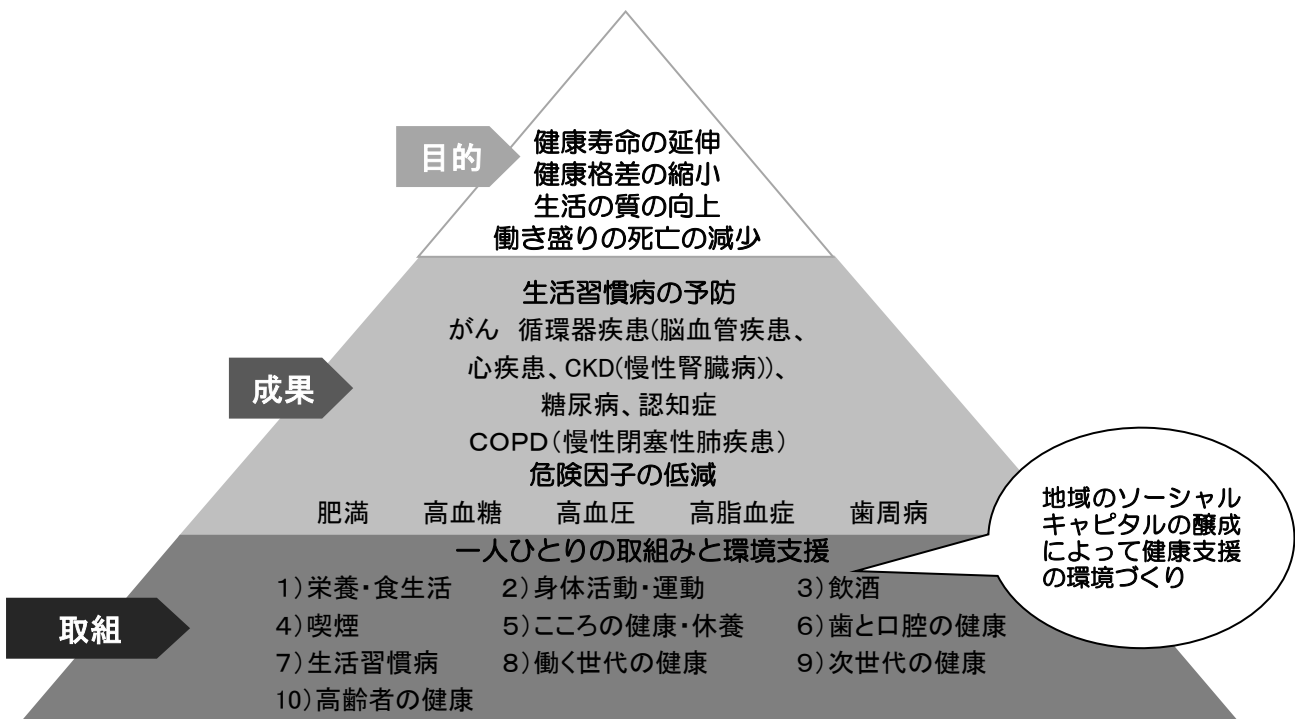 目的
健康寿命の延伸
健康格差の縮小
生活の質の向上
働き盛りの死亡の減少
成果
生活習慣病の予防
がん 循環器疾患(脳血管疾患、
心疾患、CKD(慢性腎臓病))、
糖尿病、認知症
COPD(慢性閉塞性肺疾患)
危険因子の低減
肥満 高血糖 高血圧 高脂血症 歯周病
取組
一人ひとりの取組みと環境支援
1)栄養・食生活 2)身体活動・運動 3)飲酒
4)喫煙 5)こころの健康・休養 6)歯と口腔の健康
7)生活習慣病 8)働く世代の健康 9)次世代の健康
10)高齢者の健康
地域のソーシャル
キャピタルの醸成
によって健康支援
の環境づくり